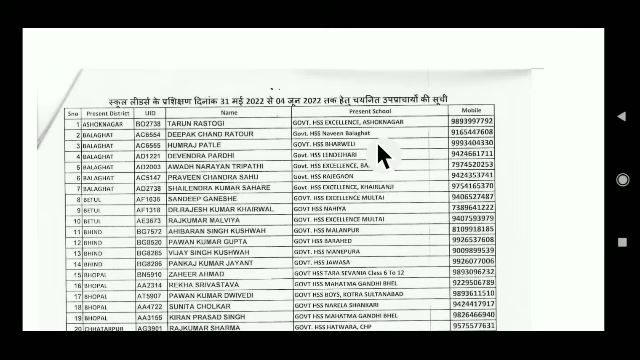 स्कूल लीडर्स के प्रशिक्षण दिनांक 31 मई 2022 से 04 जून 2022 तक हेतु चयनित उपप्राचार्यो की सूची
Sno Present District UID Name Present School Mobile
1 ASHOKNAGAR BO2738 TARUN RASTOGI GOVT. HSS EXCELLENCE, ASHOKNAGAR 9893997792
2 BALAGHAT AC6554 DEEPAK CHAND RATOUR Govt. HSS Naveen Balaghat 9165447608
3 BALAGHAT AC6555 HUMRAJ PATLE GOVT. HSS BHARWELI 9993404330
4 BALAGHAT AD1221 DEVENDRA PARDHI GOVT. HSS LENDEJHARI 9424661711
5 BALAGHAT AD2003 AWADH NARAYAN TRIPATHI GOVT. HSS EXCELLENCE, 7974520253
6 BALAGHAT AC5147 PRAVEEN CHANDRA SAHU GOVT. HSS RAJEGAON 9424353741
7 BALAGHAT AD2738 SHAILENDRA KUMAR SAHARE GOVT. HSS EXCELLENCE, KHAIRLANJI 9754165370
8 BETUL AF1636 SANDEEP GANESHE GOVT. HSS EXCELLENCE MULTAI 9406527487
9 BETUL AF1318 DR.RAJESH KUMAR KHAIRWAL GOVT HSS NAHIYA 7389641222
10 BETUL AE3673 RAJKUMAR MALVIYA GOVT. HSS EXCELLENCE MULTAI 9407593979
11 BHIND BG7572 AHIBARAN SINGH KUSHWAH GOVT. HSS MALANPUR 8109918185
12 BHIND BG8520 PAWAN KUMAR GUPTA GOVT. HSS BARAHED 9926537608
13 BHIND BG8285 VIJAY SINGH KUSHWAH GOVT. HSS MANEPURA 9009899539
14 BHIND BG8286 PANKAJ KUMAR JAYANT GOVT. HSS JAWASA 9926077006
15 BHOPAL BN5910 ZAHEER AHMAD GOVT HSS TARA SEVANIA Class 6 To 12 9893096232
16 BHOPAL AA2314 REKHA SRIVASTAVA GOVT HSS MAHATMA GANDHI BHEL 9229506789
17 BHOPAL AT5907 PAWAN KUMAR DWIVEDI GOVT HSS BOYS, KOTRA SULTANABAD 9893611510
18 BHOPAL AA4722 SUNITA CHOLKAR GOVT HSS NARELA SHANKARI 9424417917
19 BHOPAL AA3155 KIRAN PRASAD SINGH GOVT HSS MAHATMA GANDHI BHEL 9826466940
20 CHHATARPUR AG3901 RAJKUMAR SHARMA GOVT. HSS HATWARA, CHP 9575577631